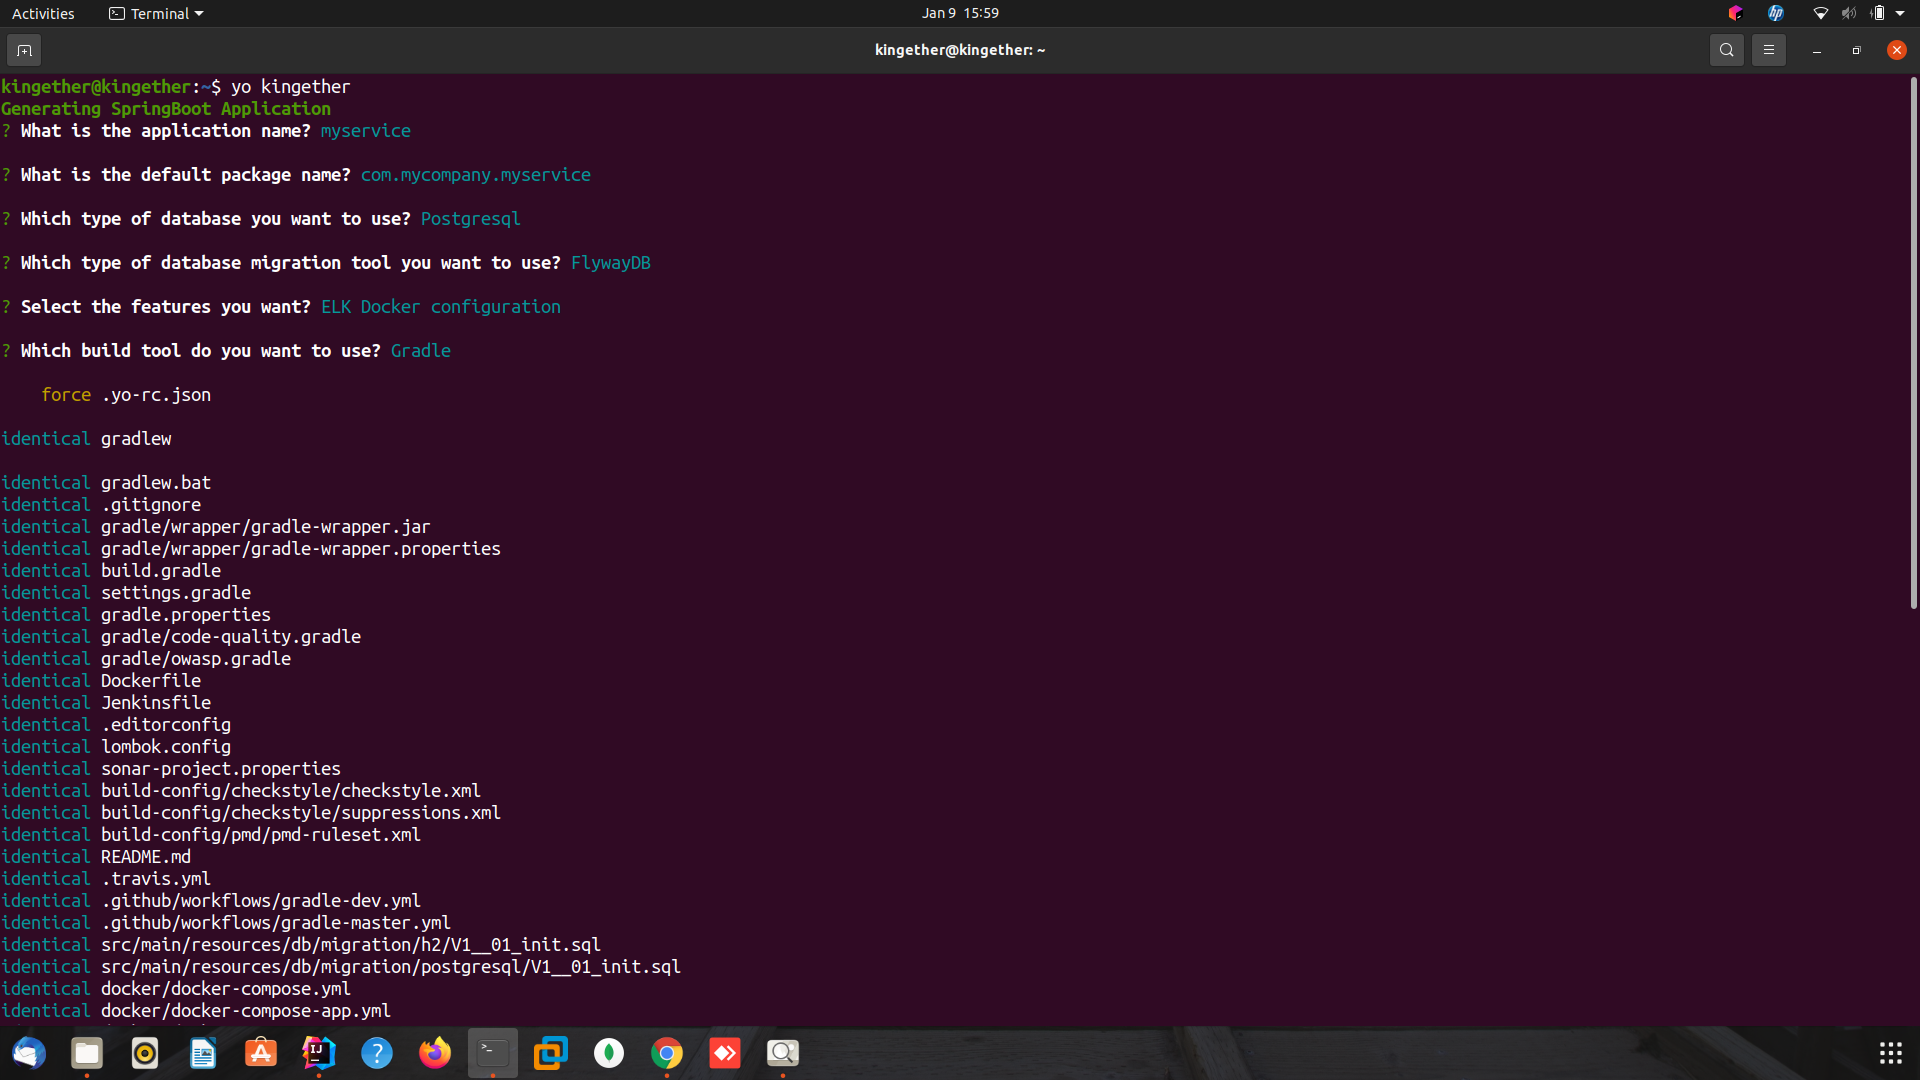 Activities
Terminal
Jan 9 15:59
kingether@kingether: ~
kingether@kingether:~$ yo kingether
Generating SpringBoot Application
? What is the application name? myservice
? What is the default package name? com.mycompany.myservice
? Which type of database you want to use? Postgresql
? Which type of database migration tool you want to use? FlywayDB
? Select the features you want? ELK Docker configuration
? Which build tool do you want to use? Gradle
force .yo-rc.json
identical gradlew
identical gradlew.bat
identical .gitignore
identical gradle/wrapper/gradle-wrapper.jar
identical gradle/wrapper/gradle-wrapper.properties
identical build.gradle
identical settings.gradle
identical gradle.properties
identical gradle/code-quality.gradle
identical gradle/owasp.gradle
identical Dockerfile
identical Jenkinsfile
identical .editorconfig
identical lombok.config
identical sonar-project.properties
identical build-config/checkstyle/checkstyle.xml
identical build-config/checkstyle/suppressions.xml
identical build-config/pmd/pmd-ruleset.xml
identical README.md
identical .travis.yml
identical .github/workflows/gradle-dev.yml
identical .github/workflows/gradle-master.yml
identical src/main/resources/db/migration/h2/V1__01_init.sql
identical src/main/resources/db/migration/postgresql/V1__01_init.sql
identical docker/docker-compose.yml
identical docker/docker-compose-app.yml